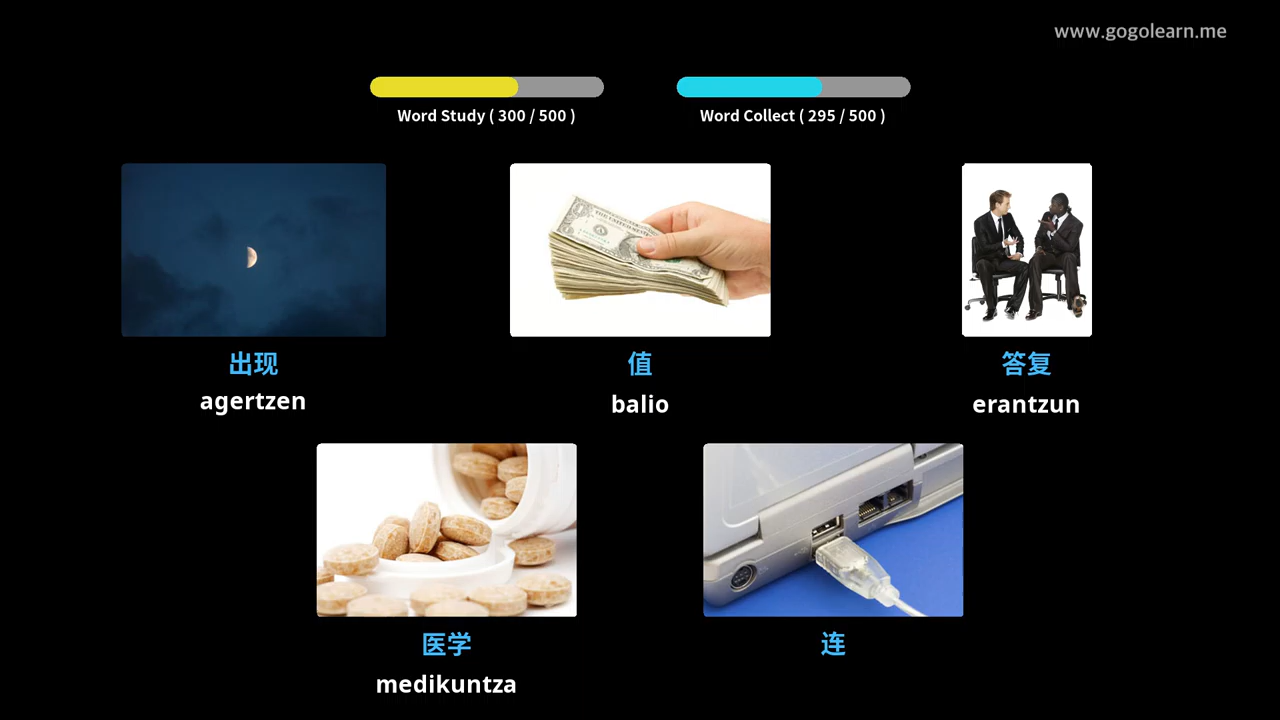 www.gogolearn.me
Word Study ( 300 / 500 )
Word Collect ( 295 / 500 )
出现
agertzen
值
balio
答复
erantzun
医学
medikuntza
连